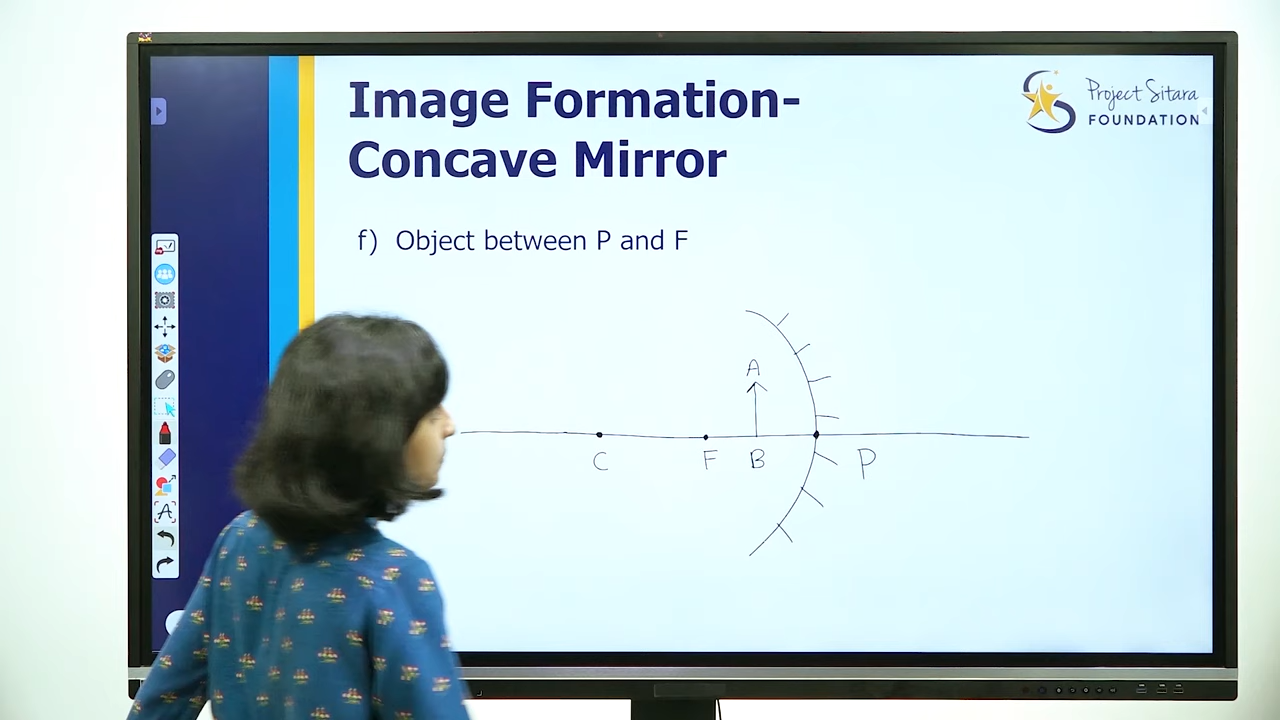 Image Formation-
Concave Mirror
Project Sitara
FOUNDATION
f) Object between P and F
A
C F B P